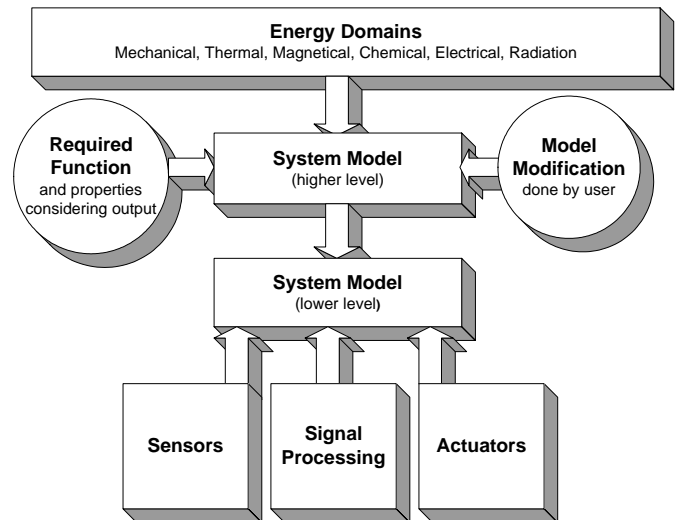 Energy Domains
Mechanical, Thermal, Magnetical, Chemical, Electrical, Radiation
Required
Function
and properties
considering output
System Model
(higher level)
Model
Modification
done by user
System Model
(lower level)
Sensors
Signal
Processing
Actuators